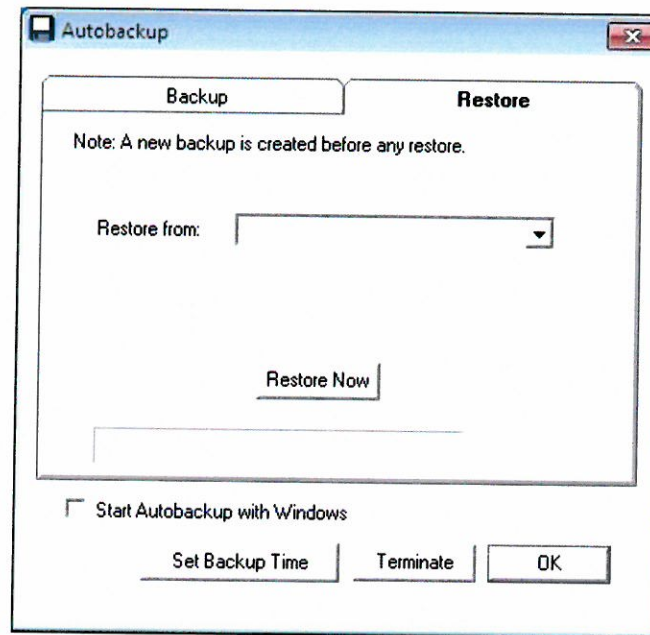 Autobackup
Backup
Restore
Note: A new backup is created before any restore.
Restore from:
Restore Now
Start Autobackup with Windows
Set Backup Time
Terminate
OK